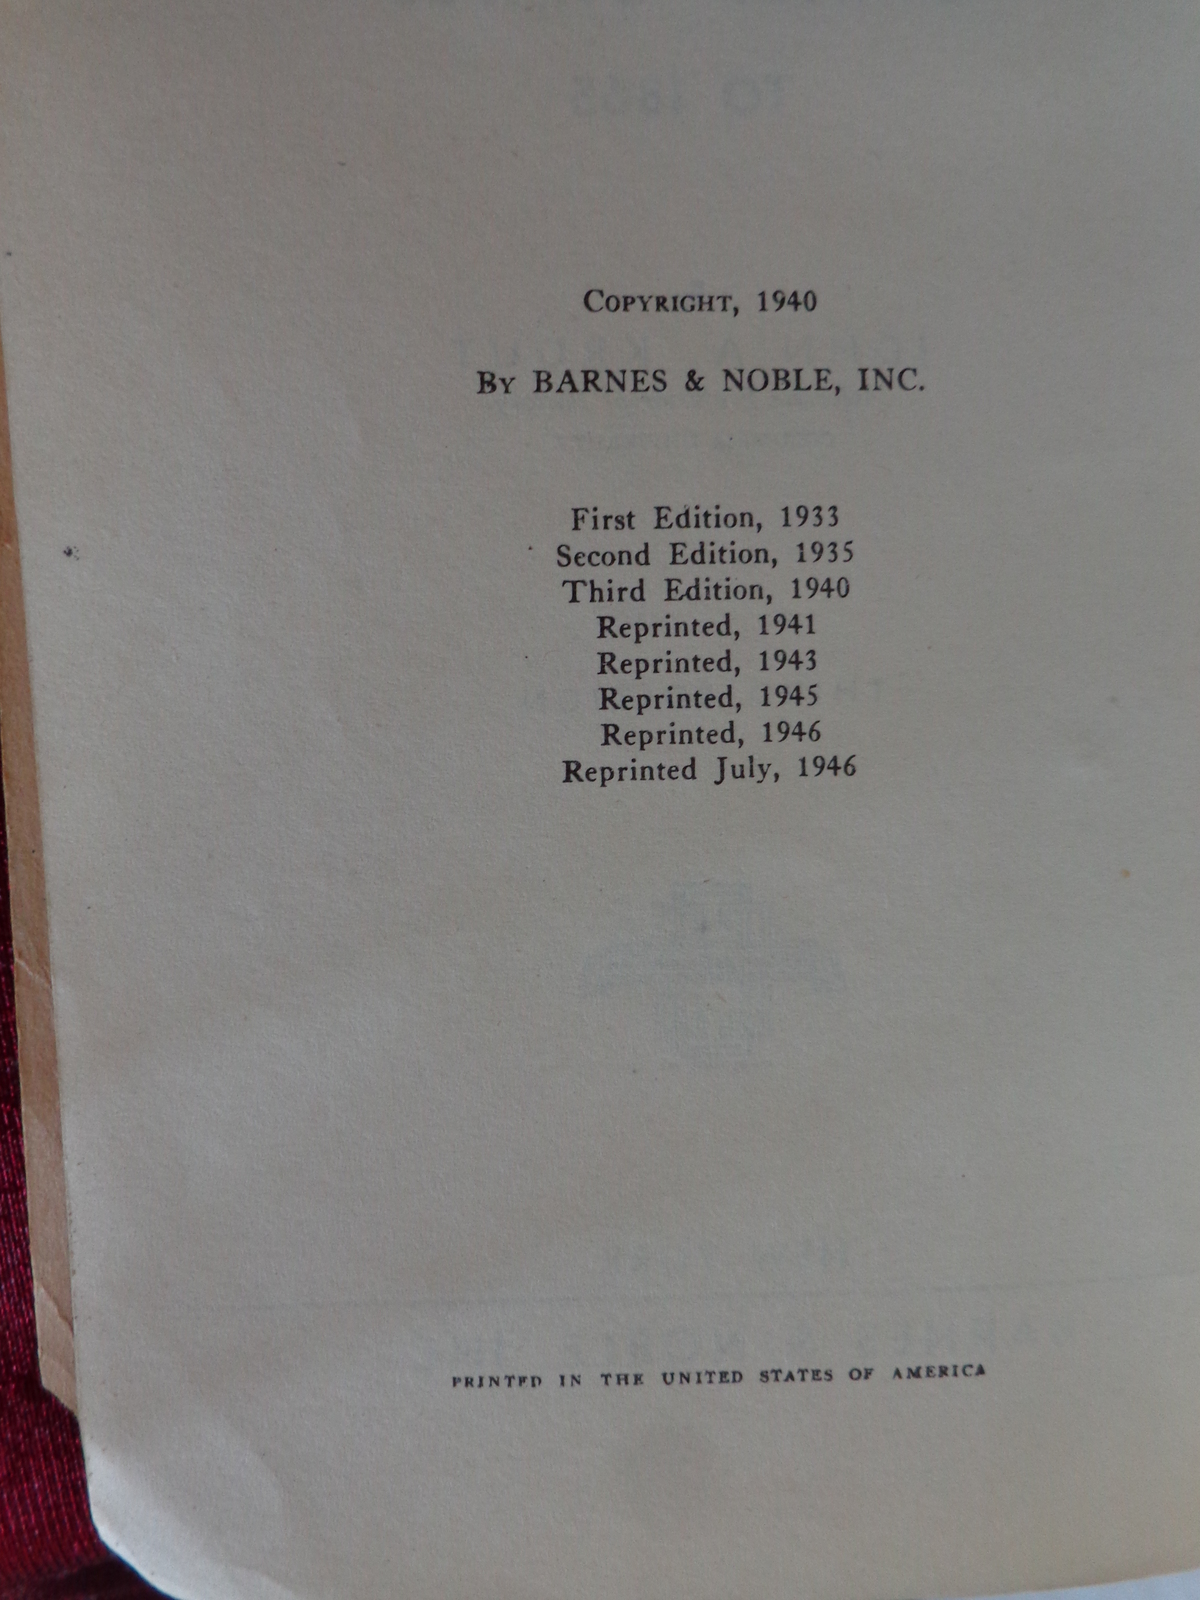 COPYRIGHT, 1940
BY BARNES & NOBLE, INC.
First Edition, 1933
Second Edition, 1935
Third Edition, 1940
Reprinted, 1941
Reprinted, 1943
Reprinted, 1945
Reprinted, 1946
Reprinted July, 1946
PRINTED IN THE UNITED STATES OF AMERICA